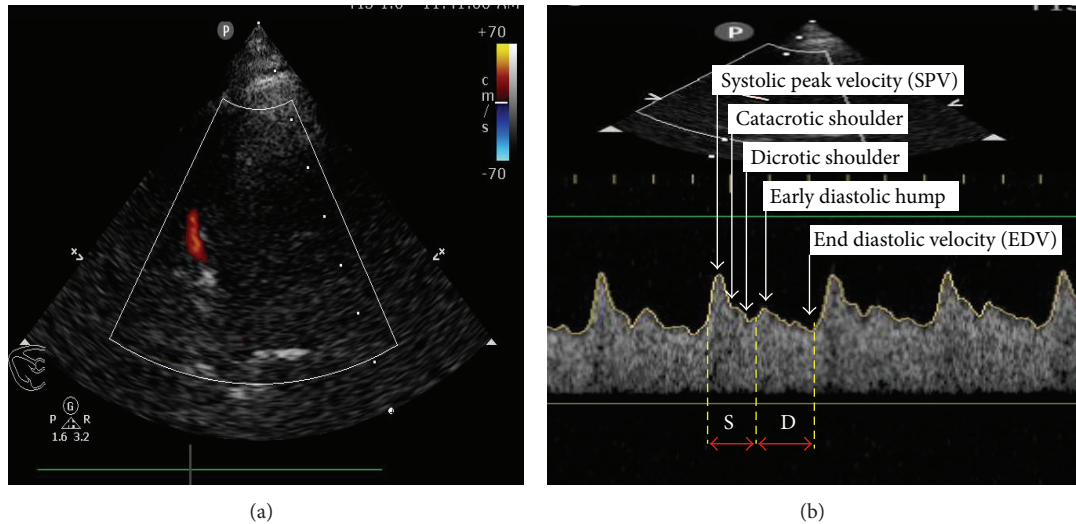 +70
c
m
/
s
-70
P
x
x
G
P R
1.6 3.2
(a)
P
Systolic peak velocity (SPV)
Catacrotic shoulder
Dicrotic shoulder
Early diastolic hump
End diastolic velocity (EDV)
S
D
(b)